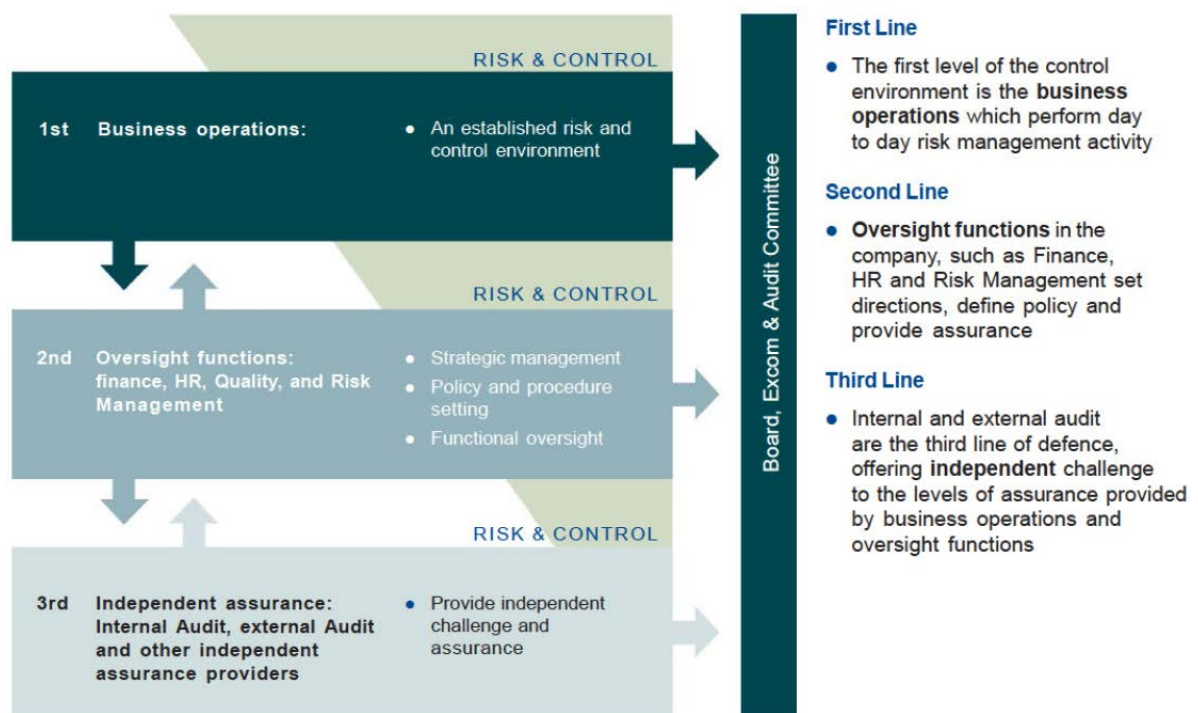 RISK & CONTROL
1st Business operations:
• An established risk and
control environment
RISK & CONTROL
2nd Oversight functions:
finance, HR, Quality, and Risk
Management
• Strategic management
• Policy and procedure
setting
• Functional oversight
RISK & CONTROL
3rd Independent assurance:
Internal Audit, external Audit
and other independent
assurance providers
• Provide independent
challenge and
assurance
Board, Excom & Audit Committee
First Line
• The first level of the control
environment is the business
operations which perform day
to day risk management activity
Second Line
• Oversight functions in the
company, such as Finance,
HR and Risk Management set
directions, define policy and
provide assurance
Third Line
• Internal and external audit
are the third line of defence,
offering independent challenge
to the levels of assurance provided
by business operations and
oversight functions